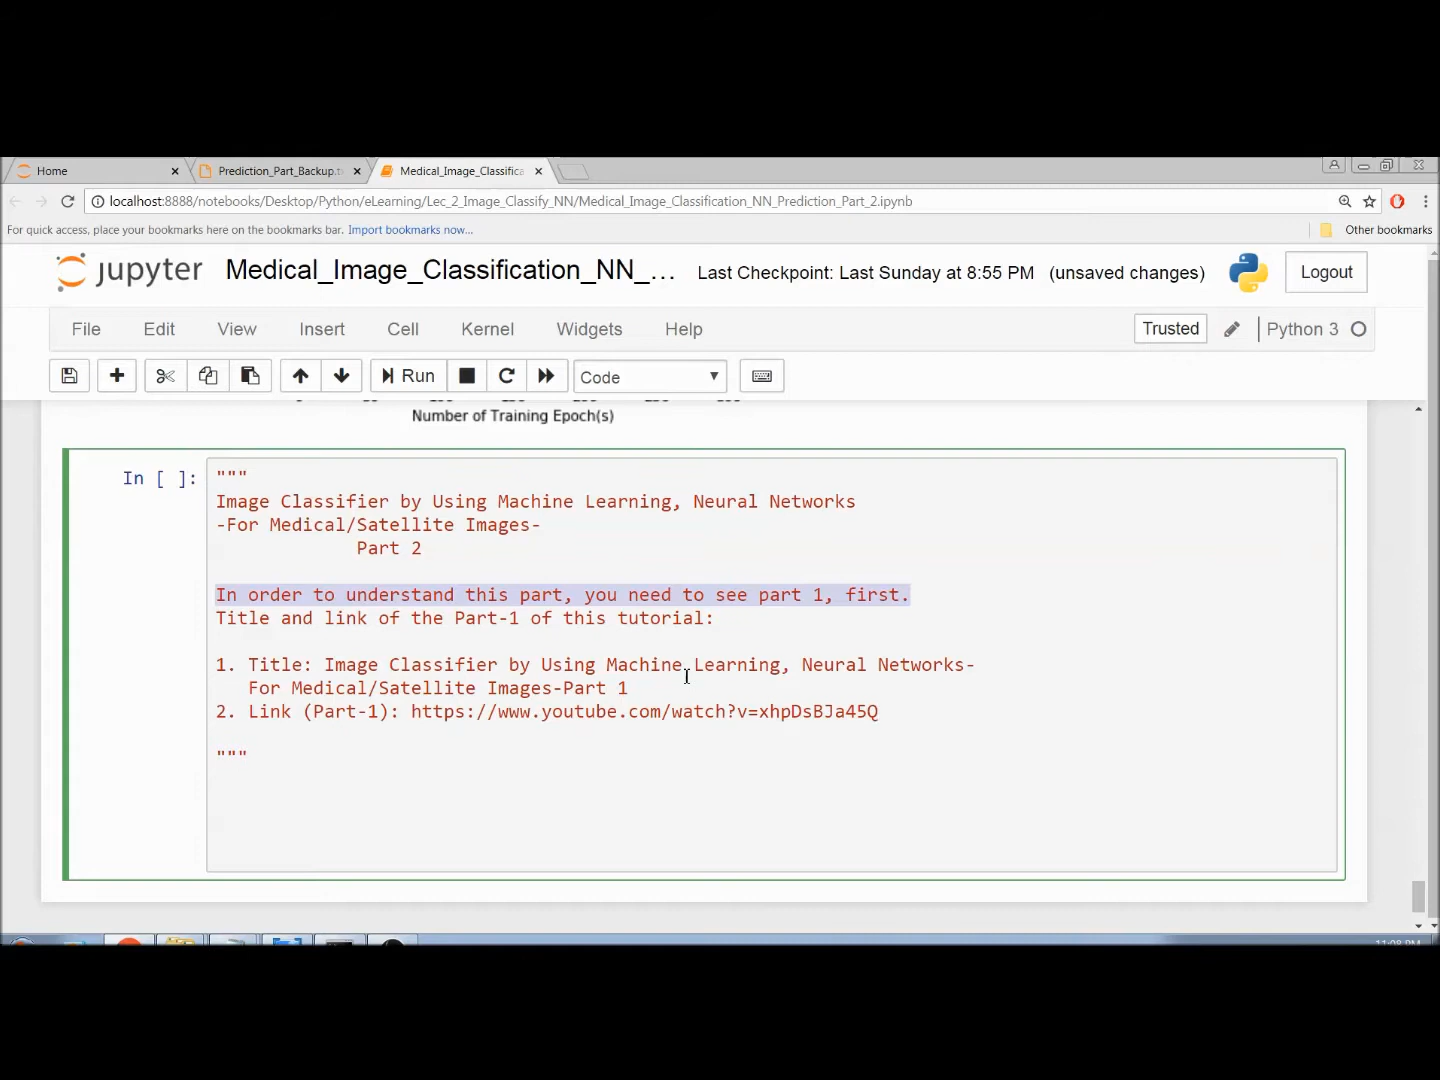 Home
Prediction_Part_Backup.t
Medical_Image_Classifica
localhost:8888/notebooks/Desktop/Python/eLearning/Lec_2_Image_Classify_NN/Medical_Image_Classification_NN_Prediction_Part_2.ipynb
For quick access, place your bookmarks here on the bookmarks bar. Import bookmarks now...
Other bookmarks
jupyter Medical_Image_Classification_NN_... Last Checkpoint: Last Sunday at 8:55 PM (unsaved changes) Logout
File Edit View Insert Cell Kernel Widgets Help Trusted Python 3
Run Code
Number of Training Epoch(s)
In [ ]: """
Image Classifier by Using Machine Learning, Neural Networks
-For Medical/Satellite Images-
Part 2
In order to understand this part, you need to see part 1, first.
Title and link of the Part-1 of this tutorial:
1. Title: Image Classifier by Using Machine Learning, Neural Networks-
For Medical/Satellite Images-Part 1
2. Link (Part-1): https://www.youtube.com/watch?v=xhpDsBJa45Q
"""